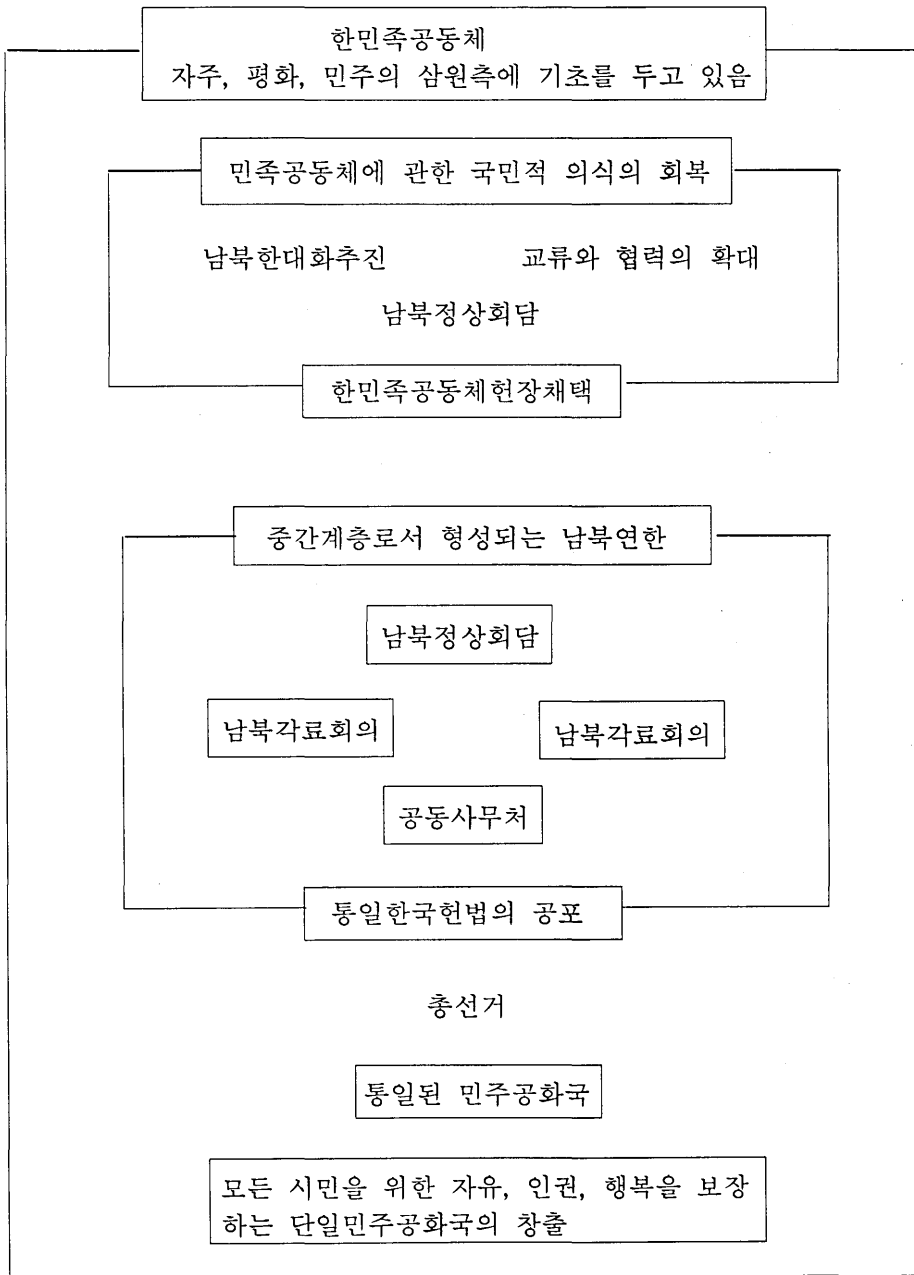 한민족공동체
자주, 평화, 민주의 삼원측에 기초를 두고 있음
민족공동체에 관한 국민적 의식의 회복
남북한대화추진 교류와 협력의 확대
남북정상회담
한민족공동체헌장채택
중간계층로서 형성되는 남북연한
남북정상회담
남북각료회의 남북각료회의
공동사무처
통일한국헌법의 공포
총선거
통일된 민주공화국
모든 시민을 위한 자유, 인권, 행복을 보장
하는 단일민주공화국의 창출